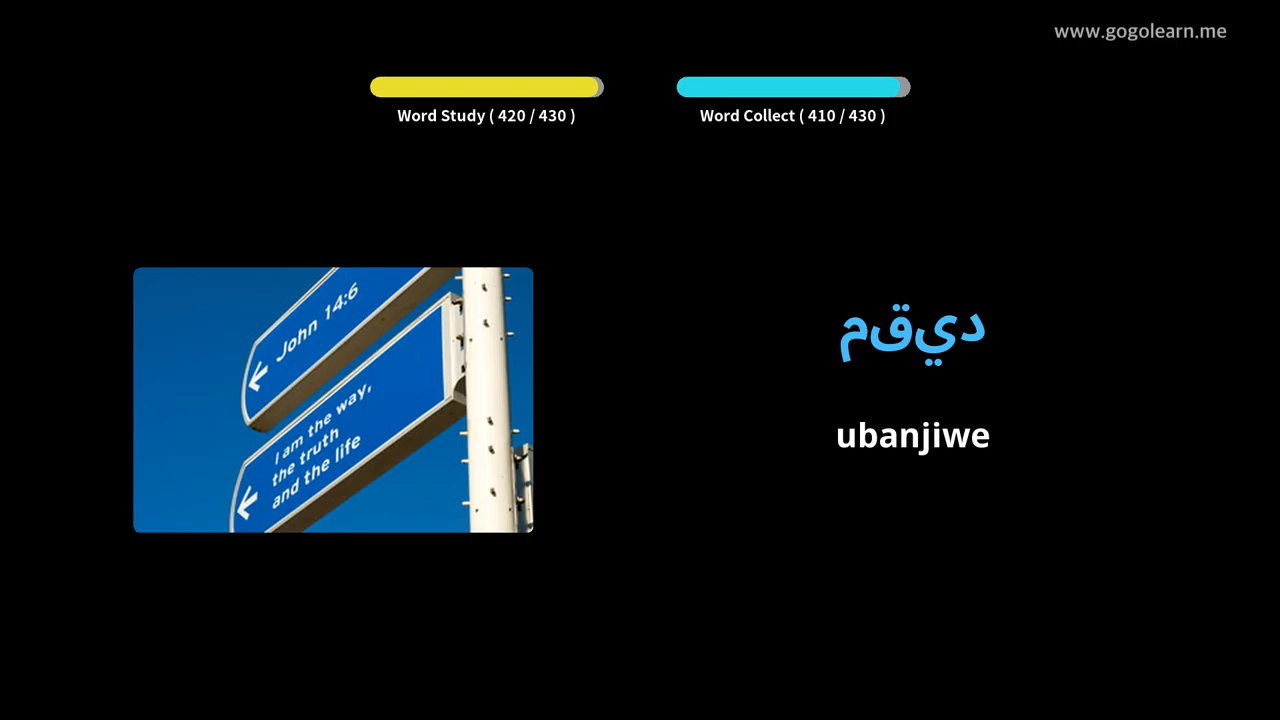 www.gogolearn.me
Word Study ( 420 / 430 )
Word Collect ( 410 / 430 )
John 14:6
I am the way,
the truth
and the life
ديقم
ubanjiwe